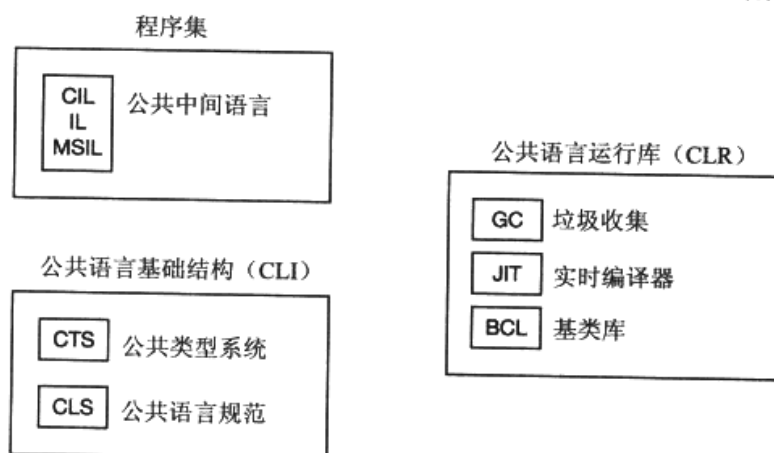 程序集
CIL 公共中间语言
IL
MSIL
公共语言运行库（CLR）
GC 垃圾收集
JIT 实时编译器
BCL 基类库
公共语言基础结构（CLI）
CTS 公共类型系统
CLS 公共语言规范